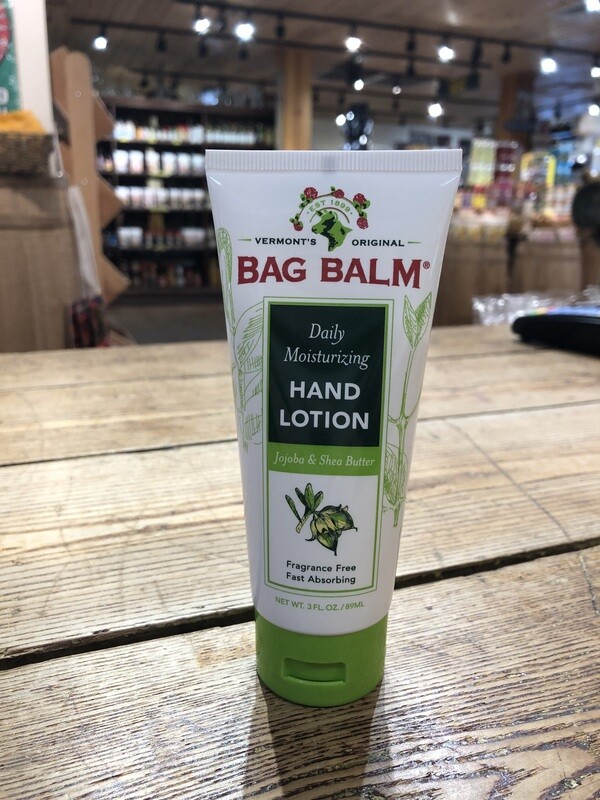 EST 1899
VERMONT'S ORIGINAL
BAG BALM®
Daily
Moisturizing
HAND
LOTION
Jojoba & Shea Butter
Fragrance Free
Fast Absorbing
NET WT. 3 FL. OZ. / 89ML